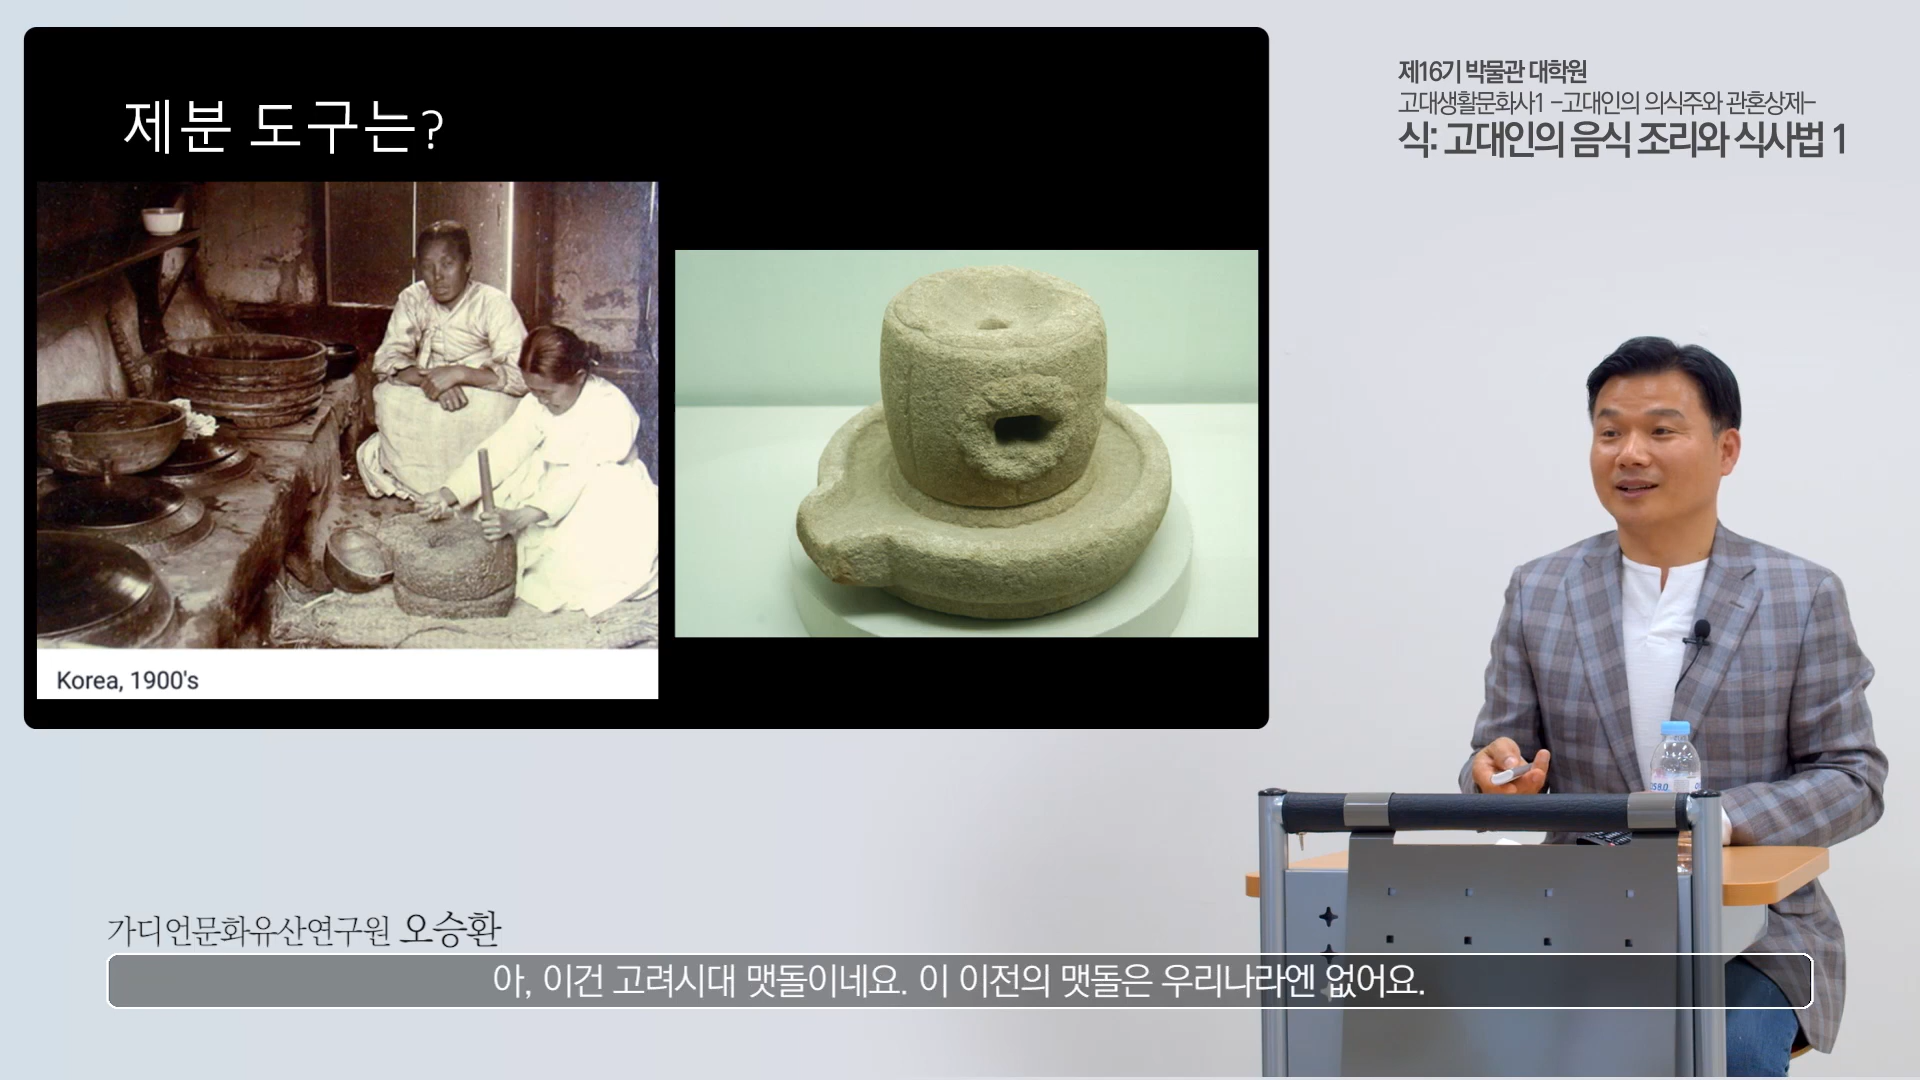 제분 도구는?
Korea, 1900's
제16기 박물관 대학원
고대생활문화사1 -고대인의 의식주와 관혼상제-
식: 고대인의 음식 조리와 식사법 1
가디언문화유산연구원 오승환
아, 이건 고려시대 맷돌이네요. 이 이전의 맷돌은 우리나라엔 없어요.